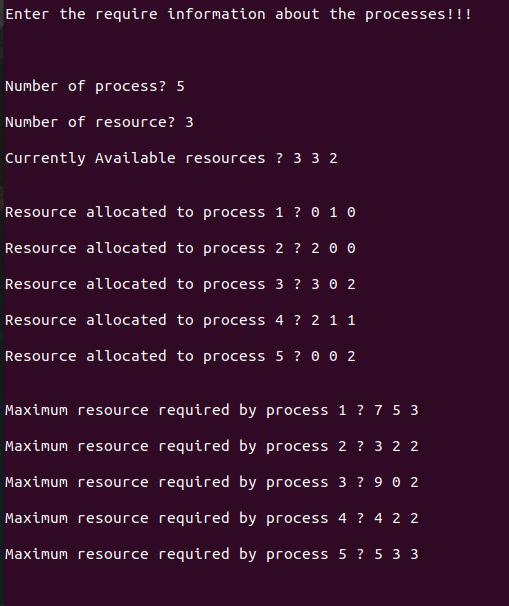 Enter the require information about the processes!!!
Number of process? 5
Number of resource? 3
Currently Available resources ? 3 3 2
Resource allocated to process 1 ? 0 1 0
Resource allocated to process 2 ? 2 0 0
Resource allocated to process 3 ? 3 0 2
Resource allocated to process 4 ? 2 1 1
Resource allocated to process 5 ? 0 0 2
Maximum resource required by process 1 ? 7 5 3
Maximum resource required by process 2 ? 3 2 2
Maximum resource required by process 3 ? 9 0 2
Maximum resource required by process 4 ? 4 2 2
Maximum resource required by process 5 ? 5 3 3